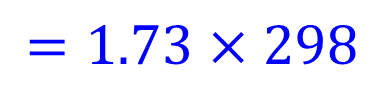 = 1.73 × 298